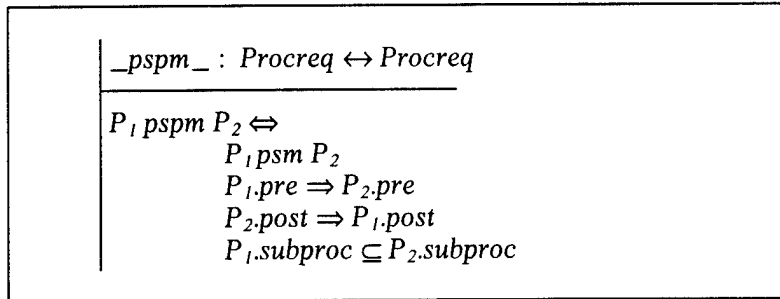 _pspm_ : Procreq ↔ Procreq
P₁ pspm P₂ ⇔
P₁ psm P₂
P₁.pre ⇒ P₂.pre
P₂.post ⇒ P₁.post
P₁.subproc ⊆ P₂.subproc